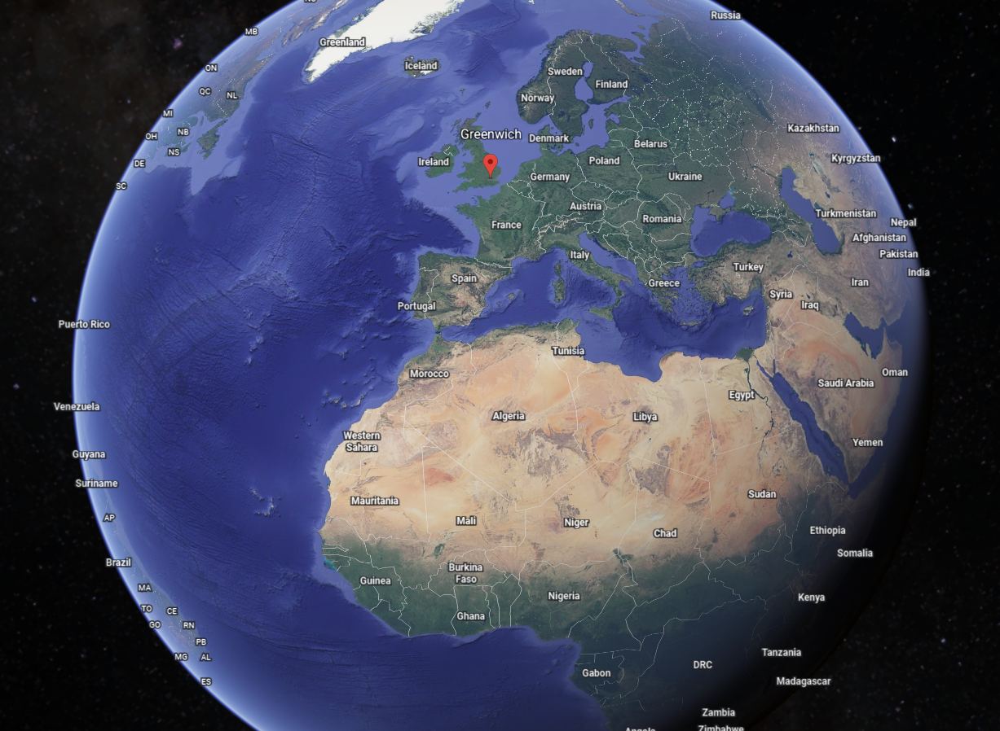 Russia
MB
Greenland
Iceland
ON
Sweden
Finland
QC
NL
Norway
MI
Kazakhstan
NB
Greenwich
OH
Denmark
Belarus
NS
Kyrgyzstan
DE
Ireland
Poland
Germany
Ukraine
SC
Austria
Turkmenistan
Romania
Nepal
France
Afghanistan
Italy
Pakistan
Turkey
India
Spain
Greece
Iran
Syria
Portugal
Iraq
Puerto Rico
Tunisia
Morocco
Oman
Saudi Arabia
Egypt
Venezuela
Algeria
Libya
Western
Sahara
Yemen
Guyana
Suriname
Sudan
Mauritania
AP
Mali
Niger
Ethiopia
Chad
Somalia
Brazil
Burkina
Faso
Guinea
MA
Nigeria
Kenya
TO
CE
Ghana
GO
RN
PB
Tanzania
MG
AL
DRC
Gabon
ES
Madagascar
Zambia
Zimbabwe
Angola